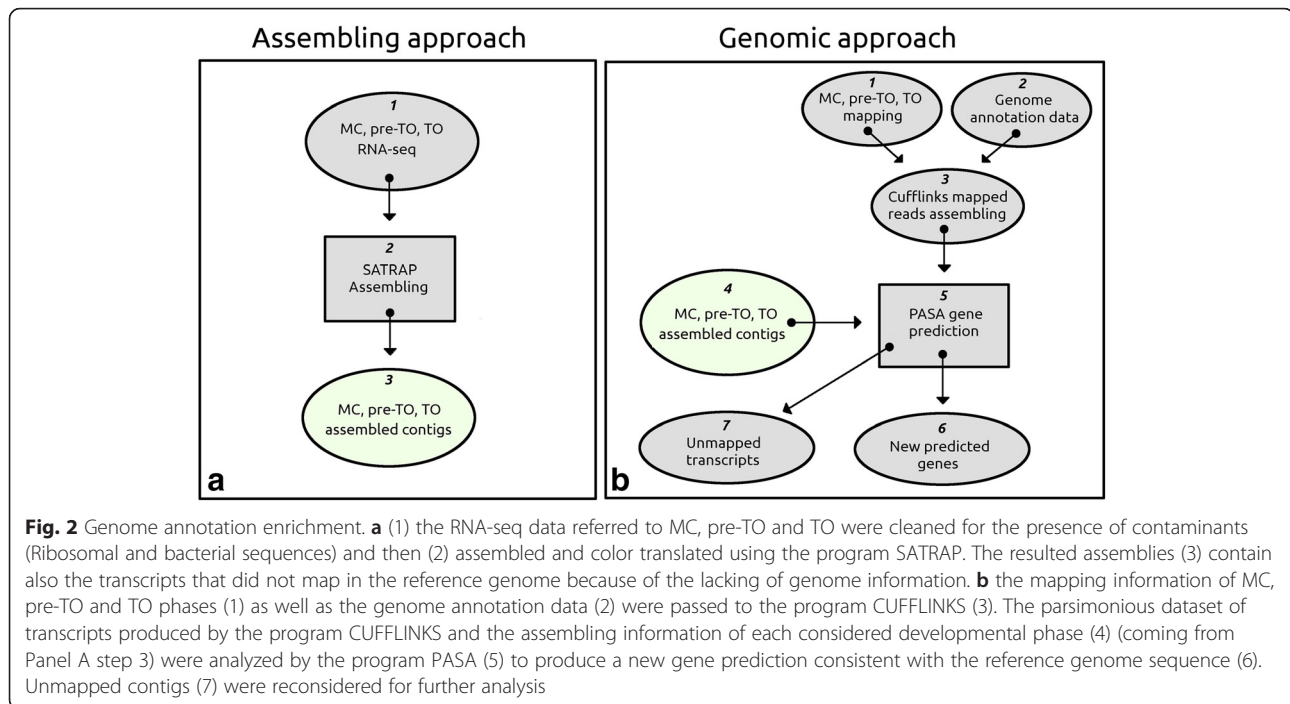 Assembling approach
1
MC, pre-TO, TO
RNA-seq
2
SATRAP
Assembling
3
MC, pre-TO, TO
assembled contigs
a
Genomic approach
1
MC, pre-TO, TO
mapping
2
Genome
annotation data
3
Cufflinks mapped
reads assembling
4
MC, pre-TO, TO
assembled contigs
5
PASA gene
prediction
7
Unmapped
transcripts
6
New predicted
genes
b
Fig. 2 Genome annotation enrichment. a (1) the RNA-seq data referred to MC, pre-TO and TO were cleaned for the presence of contaminants
(Ribosomal and bacterial sequences) and then (2) assembled and color translated using the program SATRAP. The resulted assemblies (3) contain
also the transcripts that did not map in the reference genome because of the lacking of genome information. b the mapping information of MC,
pre-TO and TO phases (1) as well as the genome annotation data (2) were passed to the program CUFFLINKS (3). The parsimonious dataset of
transcripts produced by the program CUFFLINKS and the assembling information of each considered developmental phase (4) (coming from
Panel A step 3) were analyzed by the program PASA (5) to produce a new gene prediction consistent with the reference genome sequence (6).
Unmapped contigs (7) were reconsidered for further analysis